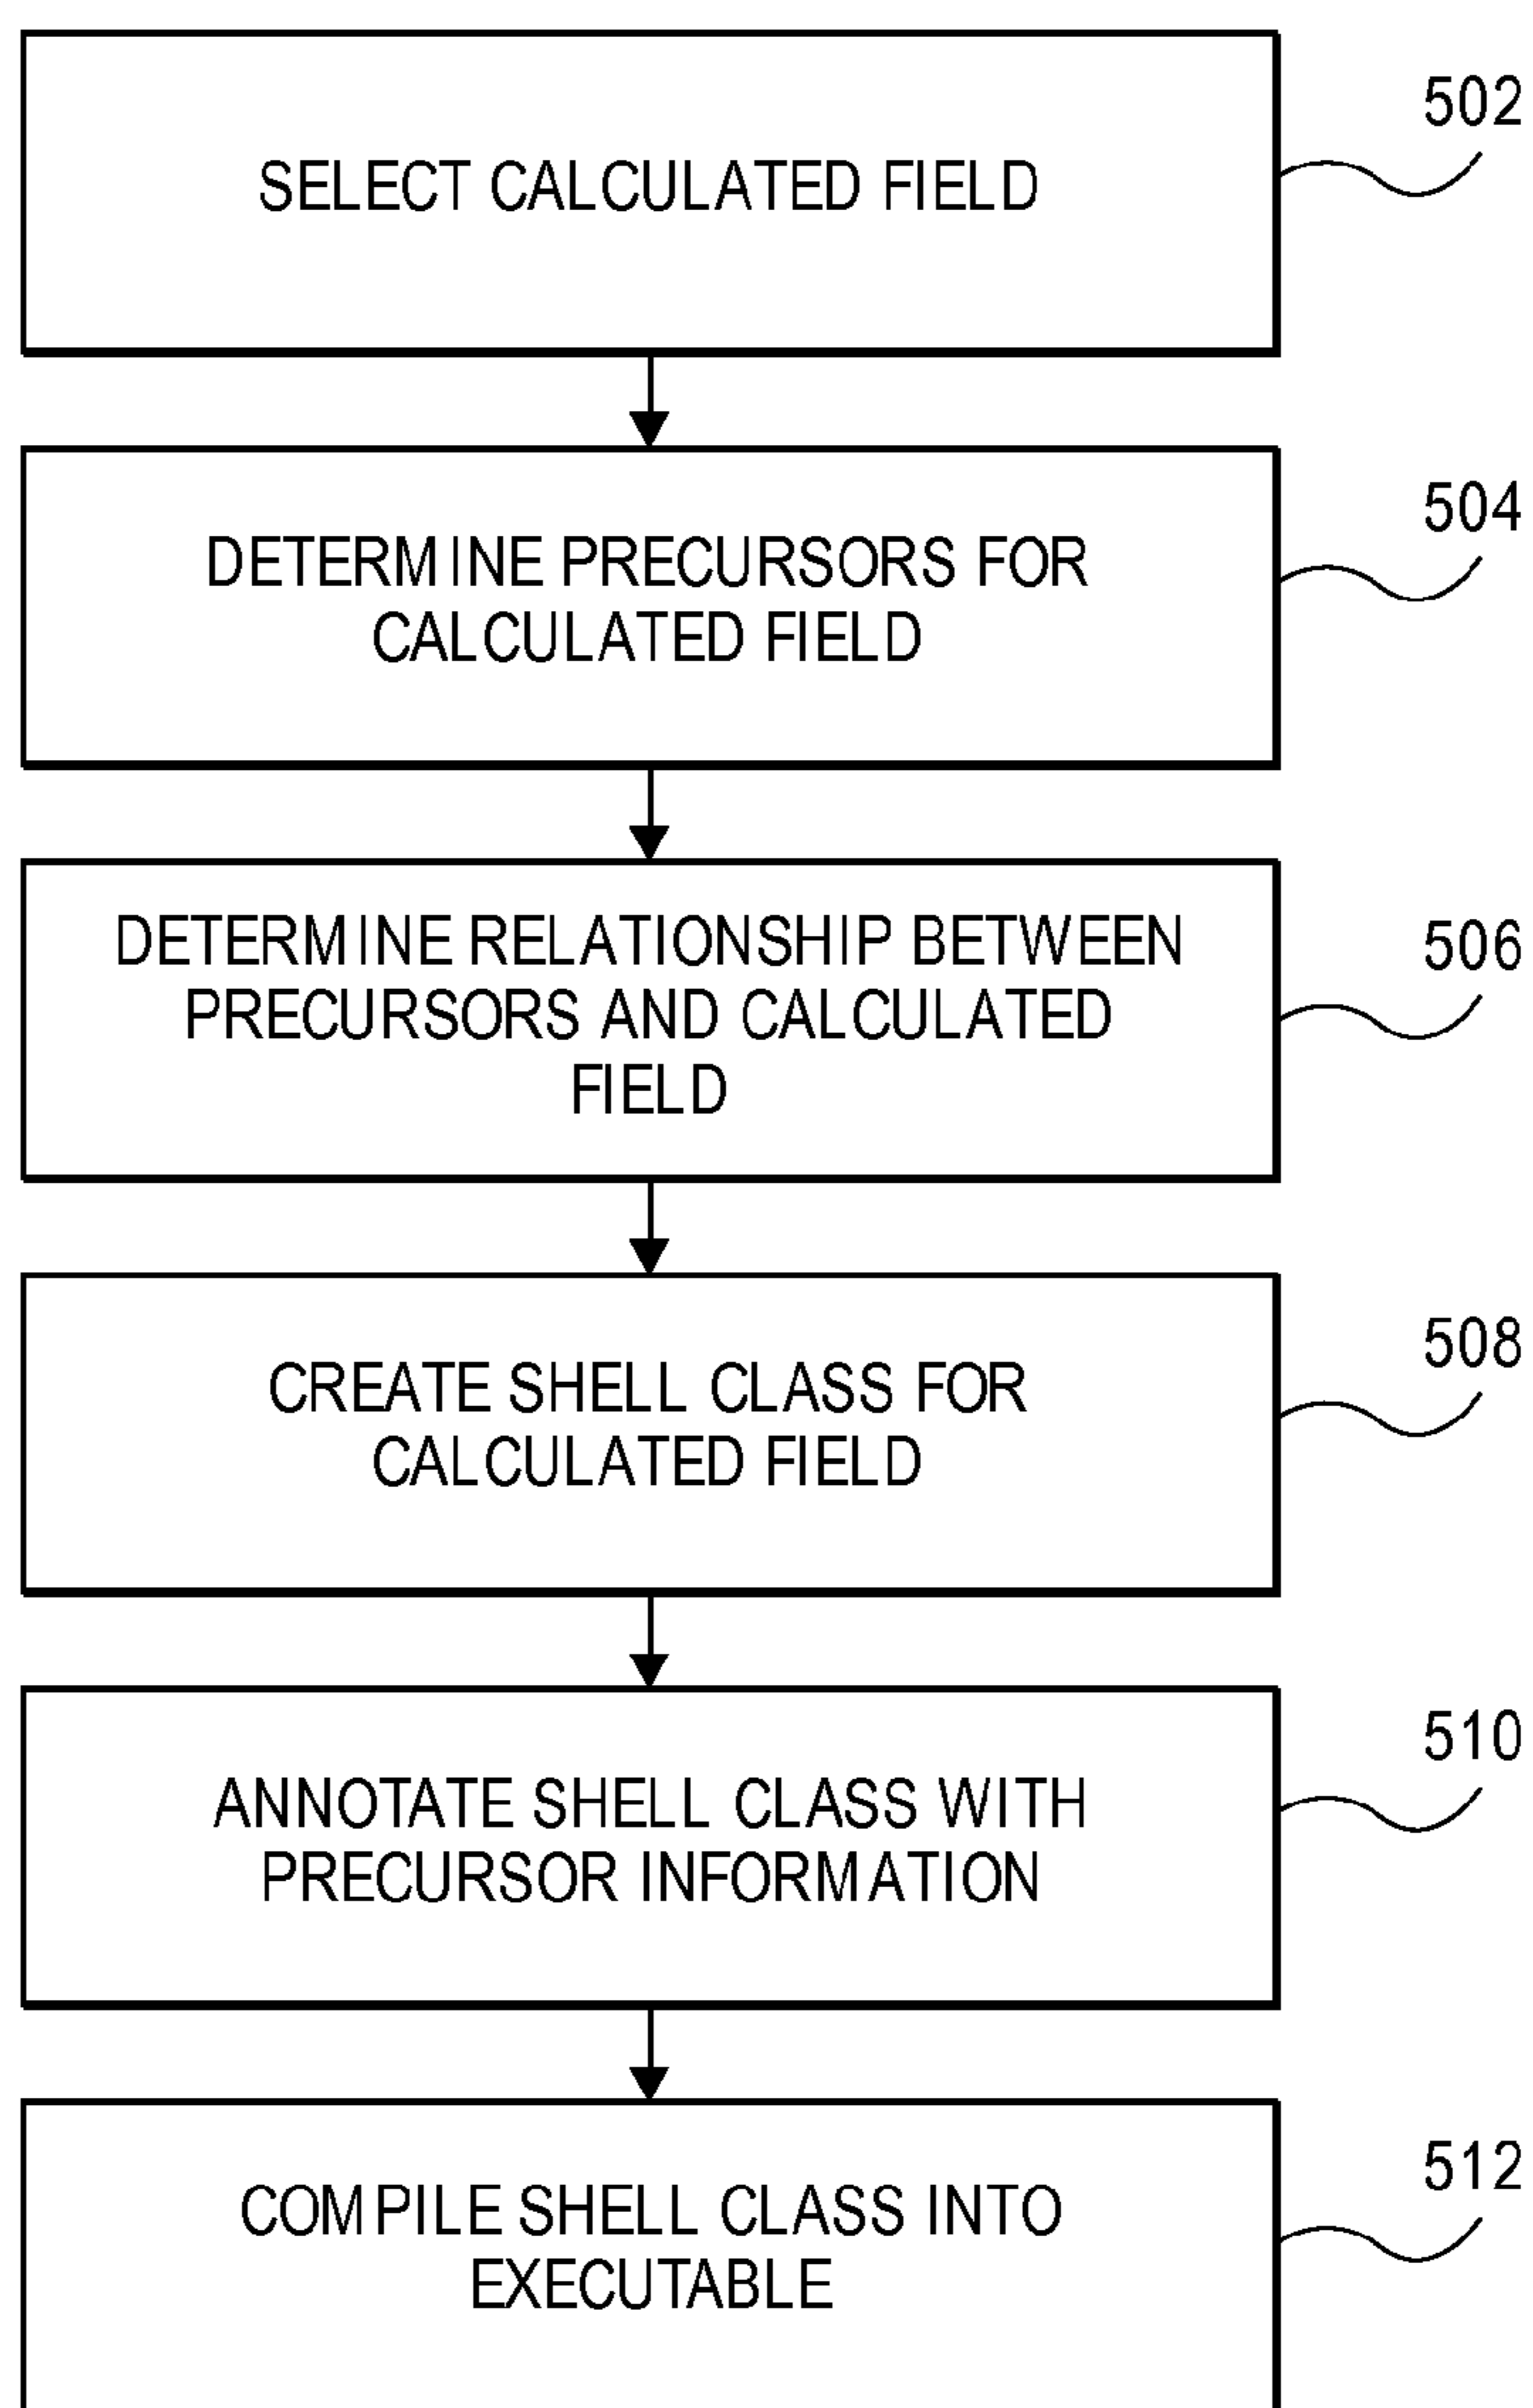 502
SELECT CALCULATED FIELD
504
DETERMINE PRECURSORS FOR
CALCULATED FIELD
506
DETERMINE RELATIONSHIP BETWEEN
PRECURSORS AND CALCULATED
FIELD
508
CREATE SHELL CLASS FOR
CALCULATED FIELD
510
ANNOTATE SHELL CLASS WITH
PRECURSOR INFORMATION
512
COMPILE SHELL CLASS INTO
EXECUTABLE